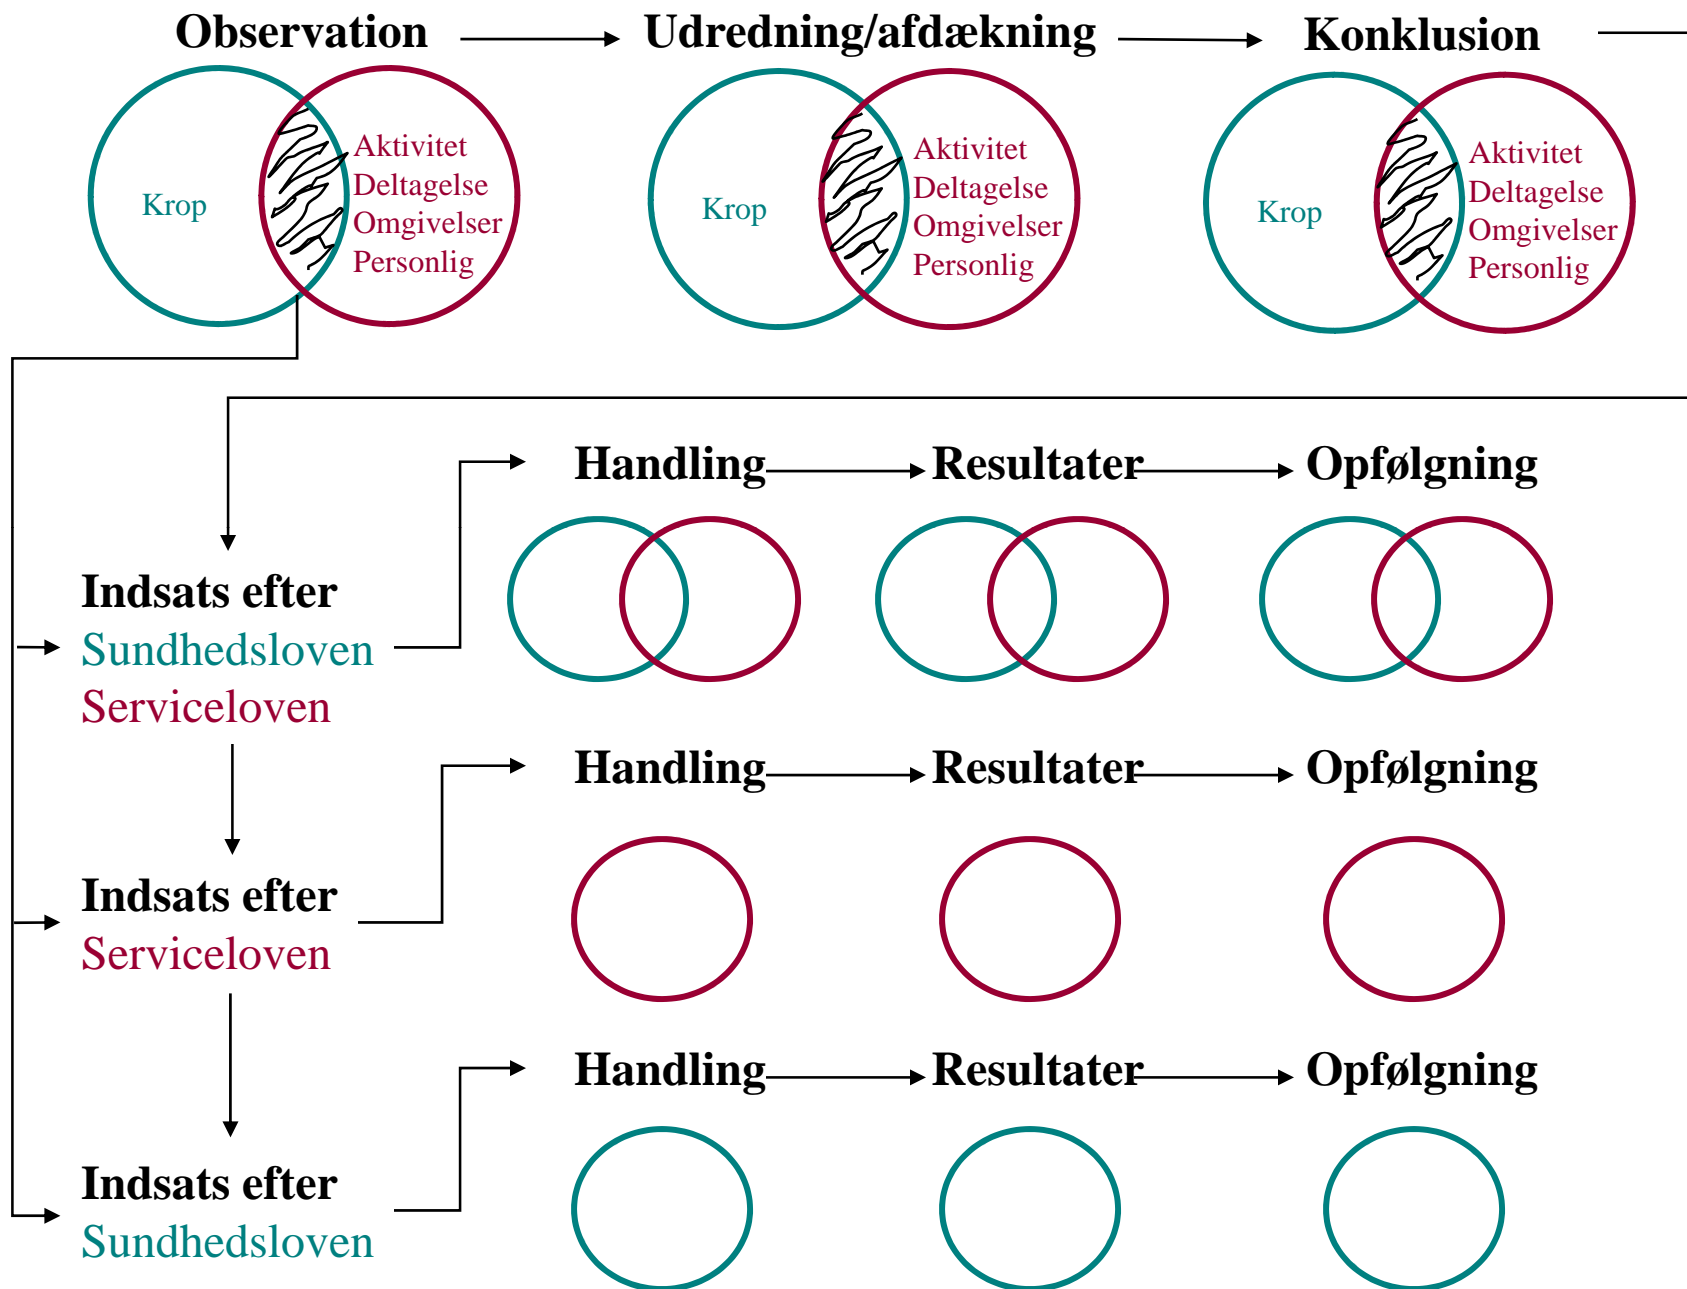 Observation
Udredning/afdækning
Konklusion
Krop
Aktivitet
Deltagelse
Omgivelser
Personlig
Krop
Aktivitet
Deltagelse
Omgivelser
Personlig
Krop
Aktivitet
Deltagelse
Omgivelser
Personlig
Indsats efter
Sundhedsloven
Serviceloven
Handling
Resultater
Opfølgning
Indsats efter
Serviceloven
Handling
Resultater
Opfølgning
Indsats efter
Sundhedsloven
Handling
Resultater
Opfølgning